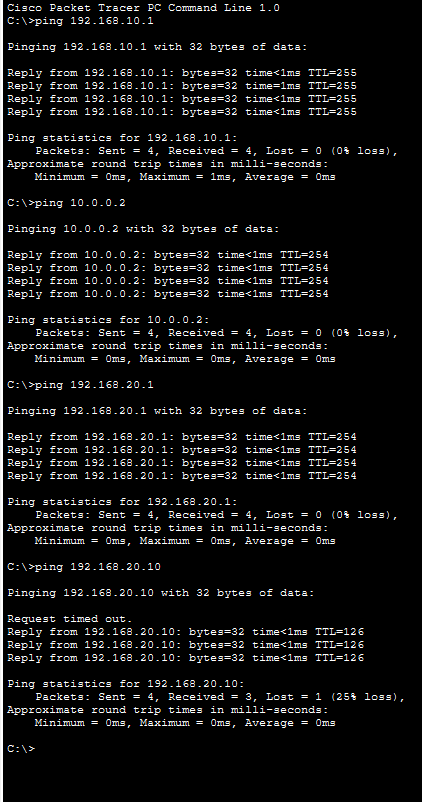 Cisco Packet Tracer PC Command Line 1.0
C:\>ping 192.168.10.1
Pinging 192.168.10.1 with 32 bytes of data:
Reply from 192.168.10.1: bytes=32 time<1ms TTL=255
Reply from 192.168.10.1: bytes=32 time=1ms TTL=255
Reply from 192.168.10.1: bytes=32 time<1ms TTL=255
Reply from 192.168.10.1: bytes=32 time<1ms TTL=255
Ping statistics for 192.168.10.1:
Packets: Sent = 4, Received = 4, Lost = 0 (0% loss),
Approximate round trip times in milli-seconds:
Minimum = 0ms, Maximum = 1ms, Average = 0ms
C:\>ping 10.0.0.2
Pinging 10.0.0.2 with 32 bytes of data:
Reply from 10.0.0.2: bytes=32 time<1ms TTL=254
Reply from 10.0.0.2: bytes=32 time<1ms TTL=254
Reply from 10.0.0.2: bytes=32 time<1ms TTL=254
Reply from 10.0.0.2: bytes=32 time<1ms TTL=254
Ping statistics for 10.0.0.2:
Packets: Sent = 4, Received = 4, Lost = 0 (0% loss),
Approximate round trip times in milli-seconds:
Minimum = 0ms, Maximum = 0ms, Average = 0ms
C:\>ping 192.168.20.1
Pinging 192.168.20.1 with 32 bytes of data:
Reply from 192.168.20.1: bytes=32 time<1ms TTL=254
Reply from 192.168.20.1: bytes=32 time<1ms TTL=254
Reply from 192.168.20.1: bytes=32 time<1ms TTL=254
Reply from 192.168.20.1: bytes=32 time<1ms TTL=254
Ping statistics for 192.168.20.1:
Packets: Sent = 4, Received = 4, Lost = 0 (0% loss),
Approximate round trip times in milli-seconds:
Minimum = 0ms, Maximum = 0ms, Average = 0ms
C:\>ping 192.168.20.10
Pinging 192.168.20.10 with 32 bytes of data:
Request timed out.
Reply from 192.168.20.10: bytes=32 time<1ms TTL=126
Reply from 192.168.20.10: bytes=32 time<1ms TTL=126
Reply from 192.168.20.10: bytes=32 time<1ms TTL=126
Ping statistics for 192.168.20.10:
Packets: Sent = 4, Received = 3, Lost = 1 (25% loss),
Approximate round trip times in milli-seconds:
Minimum = 0ms, Maximum = 0ms, Average = 0ms
C:\>